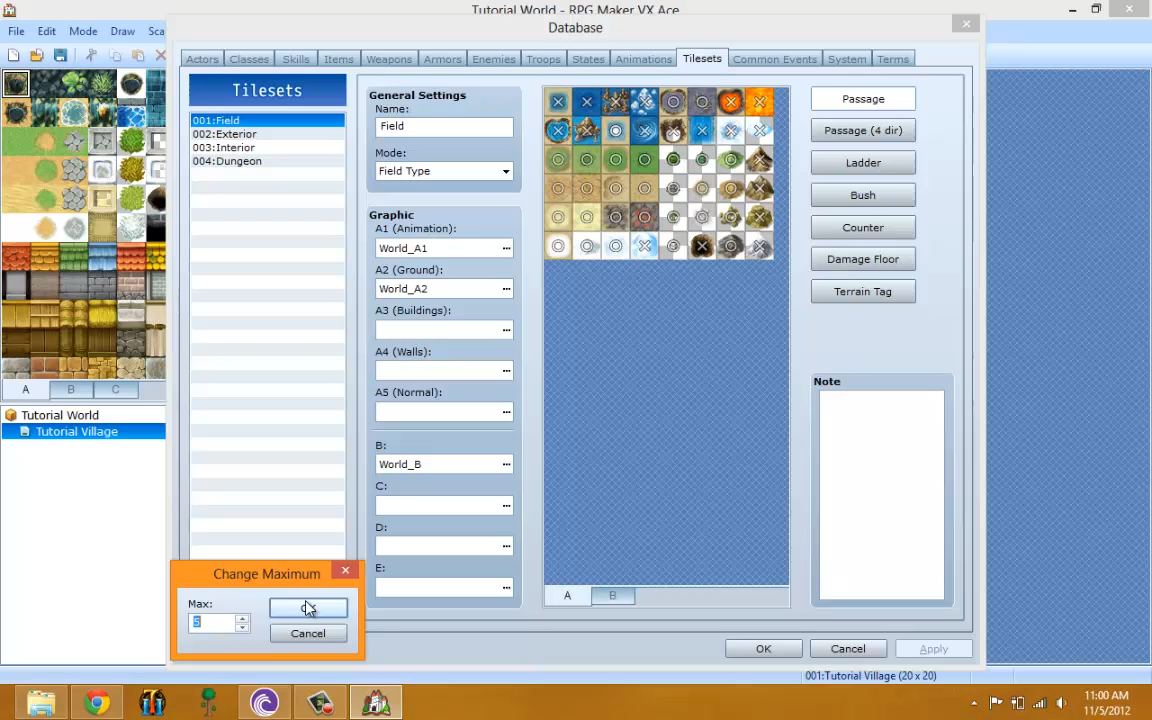 Tutorial World - RPG Maker VX Ace
File Edit Mode Draw Sca
Database
Actors Classes Skills Items Weapons Armors Enemies Troops States Animations Tilesets Common Events System Terms
Tilesets
001:Field
002:Exterior
003:Interior
004:Dungeon
General Settings
Name:
Field
Mode:
Field Type
Graphic
A1 (Animation):
World_A1
A2 (Ground):
World_A2
A3 (Buildings):
A4 (Walls):
A5 (Normal):
B:
World_B
C:
D:
E:
A B
Passage
Passage (4 dir)
Ladder
Bush
Counter
Damage Floor
Terrain Tag
Note
A B C
Tutorial World
Tutorial Village
Change Maximum
Max:
5
Cancel
OK Cancel Apply
001:Tutorial Village (20 x 20)
11:00 AM
11/5/2012